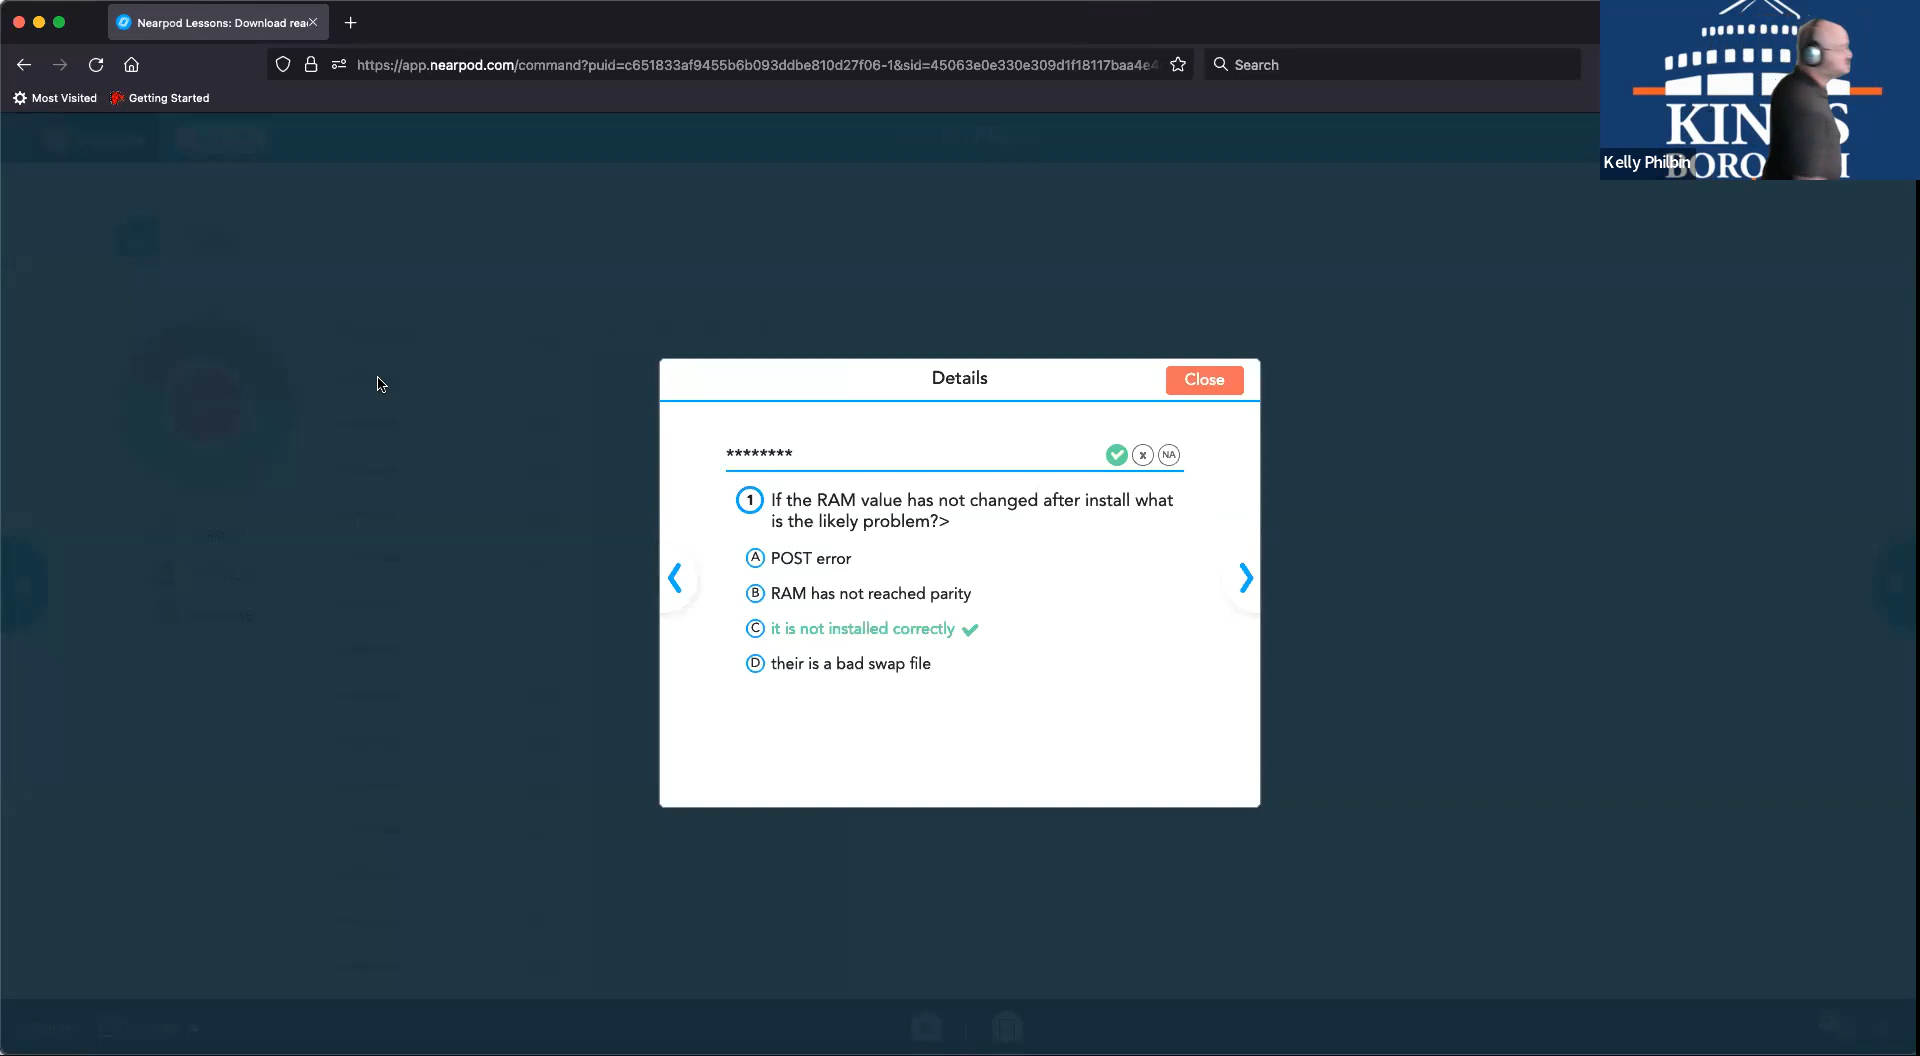 Nearpod Lessons: Download rea
https://app.nearpod.com/command?puid=c651833af9455b6b093ddbe810d27f06-1&sid=45063e0e330e309d1f18117baa4e4
Search
Most Visited
Getting Started
Kelly Philbin
Details
Close
********
x
NA
1
If the RAM value has not changed after install what
is the likely problem?>
A POST error
B RAM has not reached parity
C it is not installed correctly
D their is a bad swap file